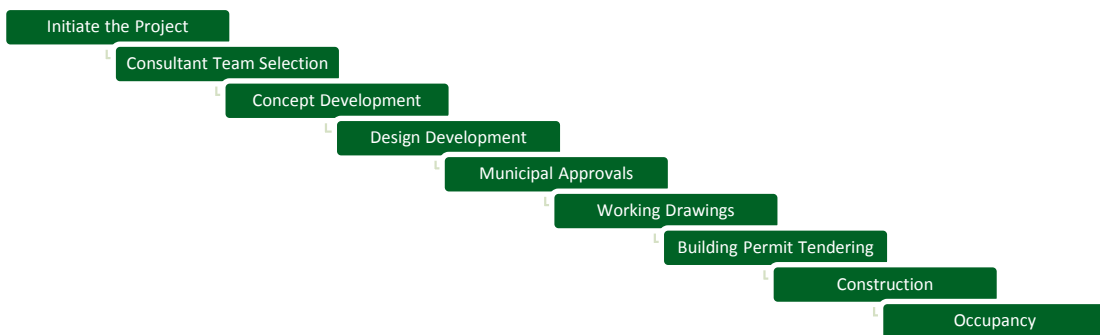 Initiate the Project
Consultant Team Selection
Concept Development
Design Development
Municipal Approvals
Working Drawings
Building Permit Tendering
Construction
Occupancy